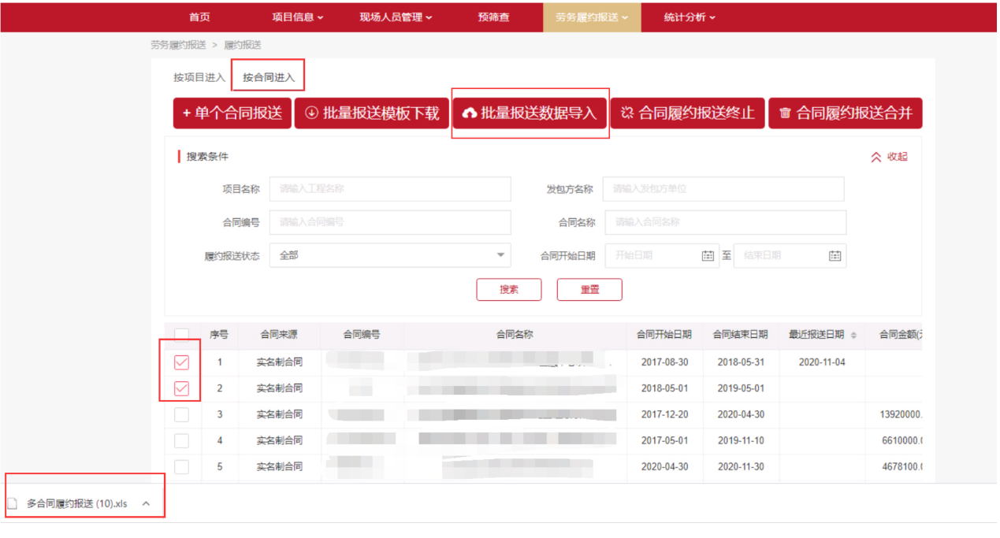 首页 项目信息 现场人员管理 预筛查 劳务履约报送 统计分析
劳务履约报送 > 履约报送
按项目进入 按合同进入
+ 单个合同报送 批量报送模板下载 批量报送数据导入 合同履约报送终止 合同履约报送合并
搜索条件 收起
项目名称 请输入工程名称 发包方名称 请输入发包方单位
合同编号 请输入合同编号 合同名称 请输入合同名称
履约报送状态 全部 合同开始日期 开始日期 至 结束日期
搜索 重置
序号 合同来源 合同编号 合同名称 合同开始日期 合同结束日期 最近报送日期 合同金额(
1 实名制合同 2017-08-30 2018-05-31 2020-11-04
2 实名制合同 2018-05-01 2019-05-01
3 实名制合同 2017-12-20 2020-04-30 13920000.
4 实名制合同 2017-05-01 2019-11-10 6610000.
5 实名制合同 2020-04-30 2020-11-30 4678100.
多合同履约报送 (10).xls